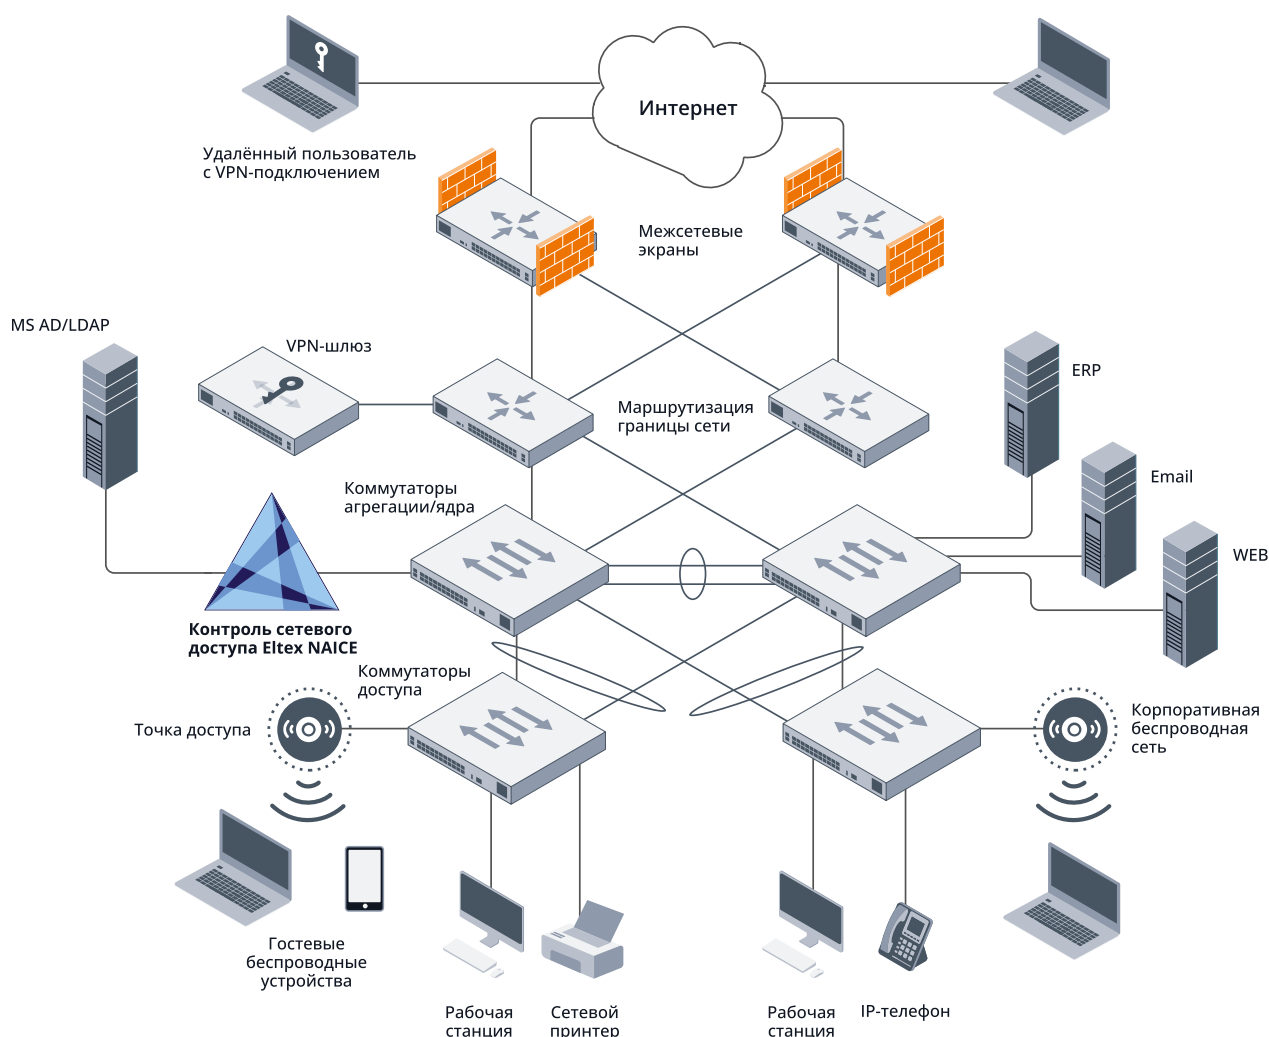 Интернет
Удалённый пользователь
с VPN-подключением
Межсетевые
экраны
MS AD/LDAP
VPN-шлюз
ERP
Маршрутизация
границы сети
Email
Коммутаторы
агрегации/ядра
WEB
Контроль сетевого
доступа Eltex NAICE
Коммутаторы
доступа
Точка доступа
Корпоративная
беспроводная
сеть
Гостевые
беспроводные
устройства
Рабочая
станция
Сетевой
принтер
Рабочая
станция
IP-телефон